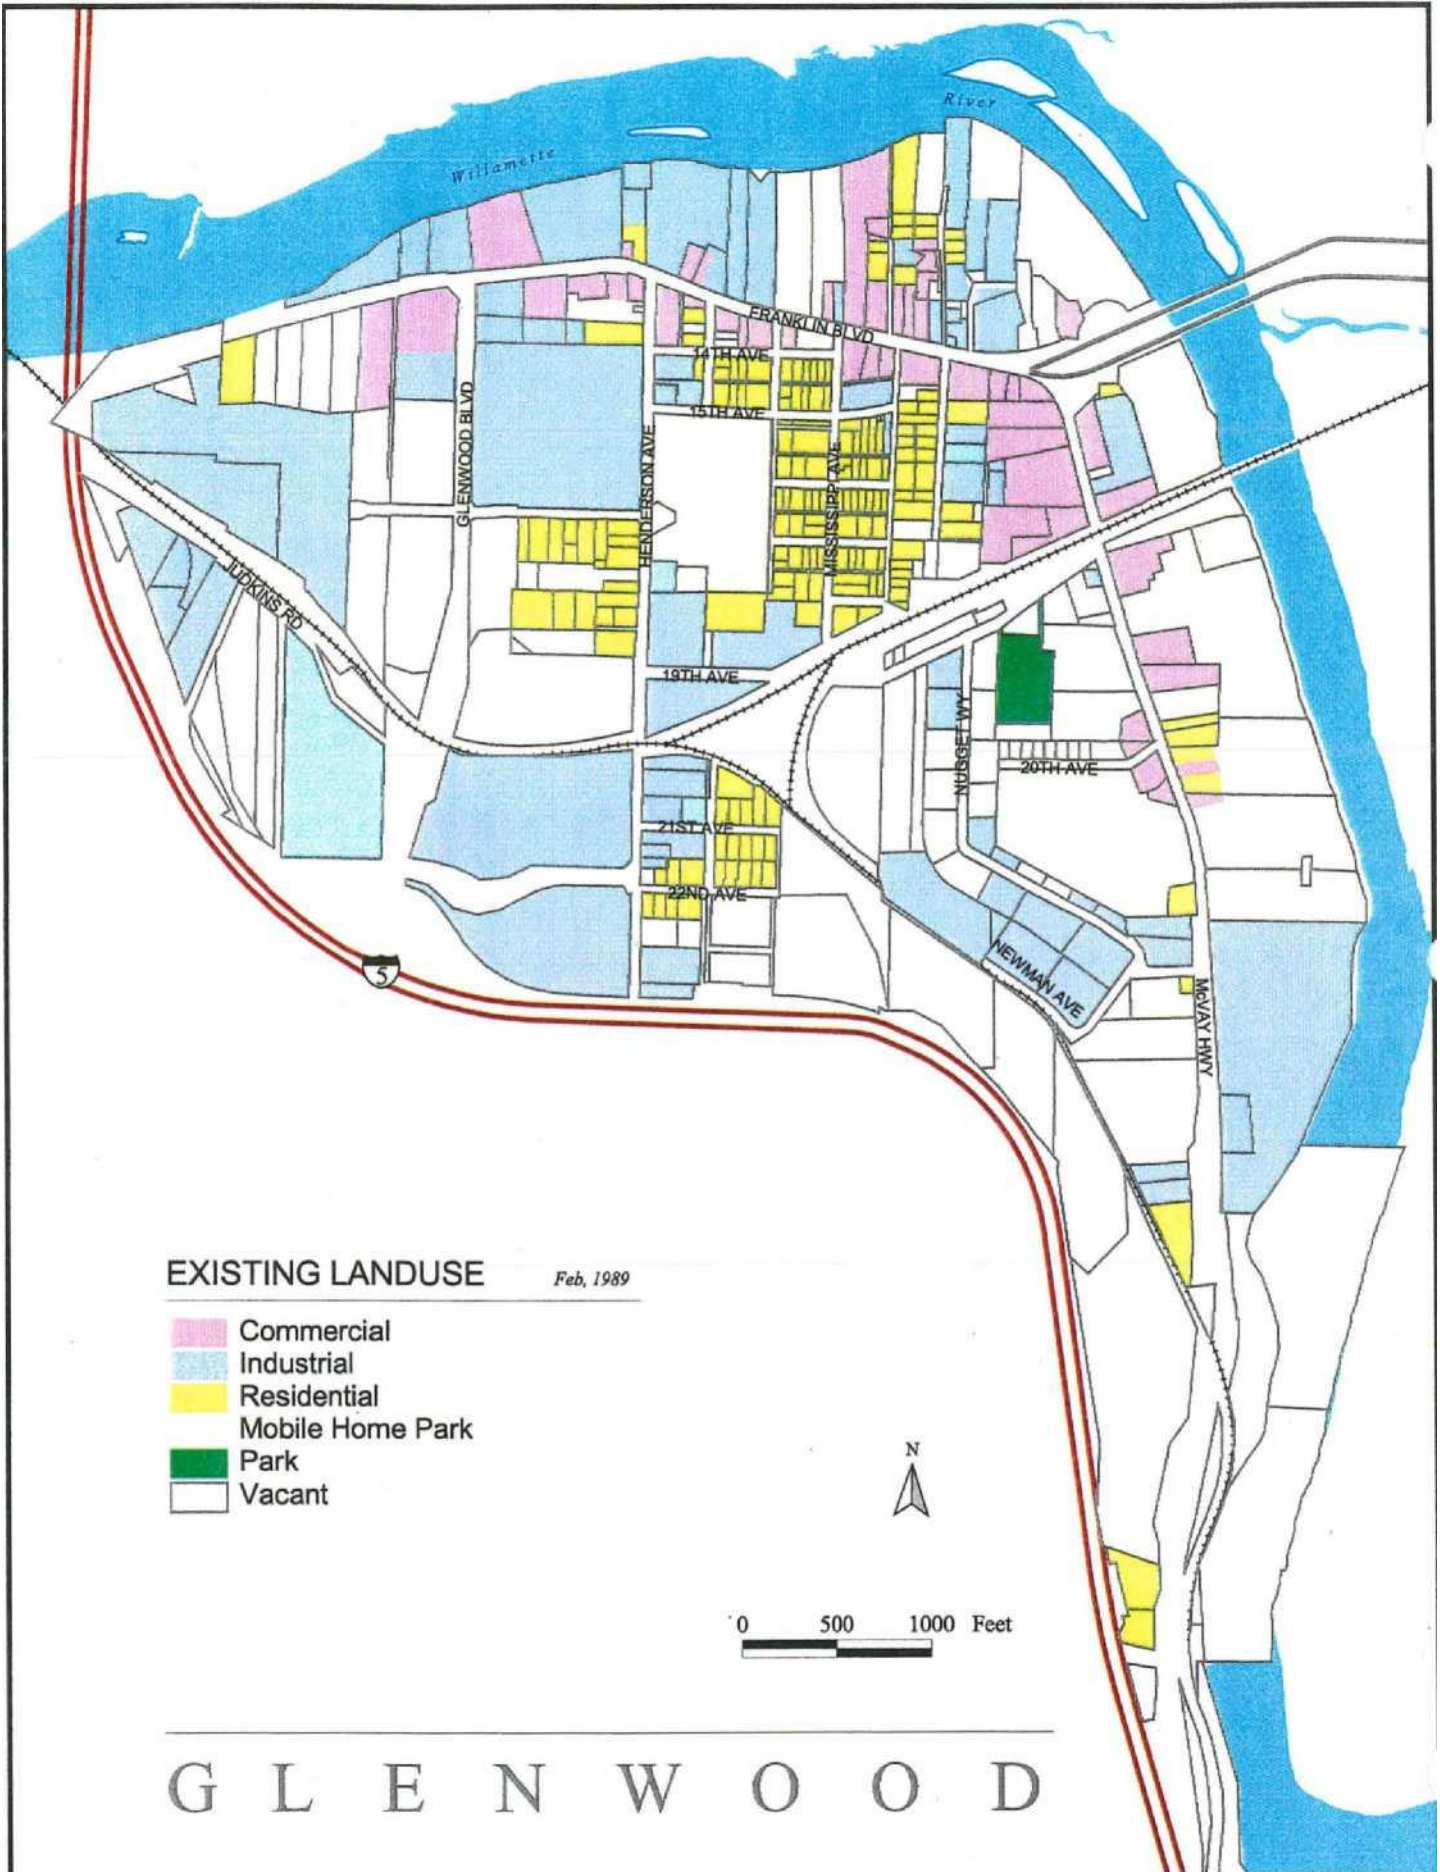 River
Willamette
FRANKLIN BLVD
14TH AVE
15TH AVE
GLENWOOD BLVD
HENDERSON AVE
MISSISSIPPI AVE
JUDKINS RD
19TH AVE
NUGGET WY
20TH AVE
21ST AVE
22ND AVE
NEWMAN AVE
McVAY HWY
5
EXISTING LANDUSE Feb, 1989
Commercial
Industrial
Residential
Mobile Home Park
Park
Vacant
N
0 500 1000 Feet
GLENWOOD